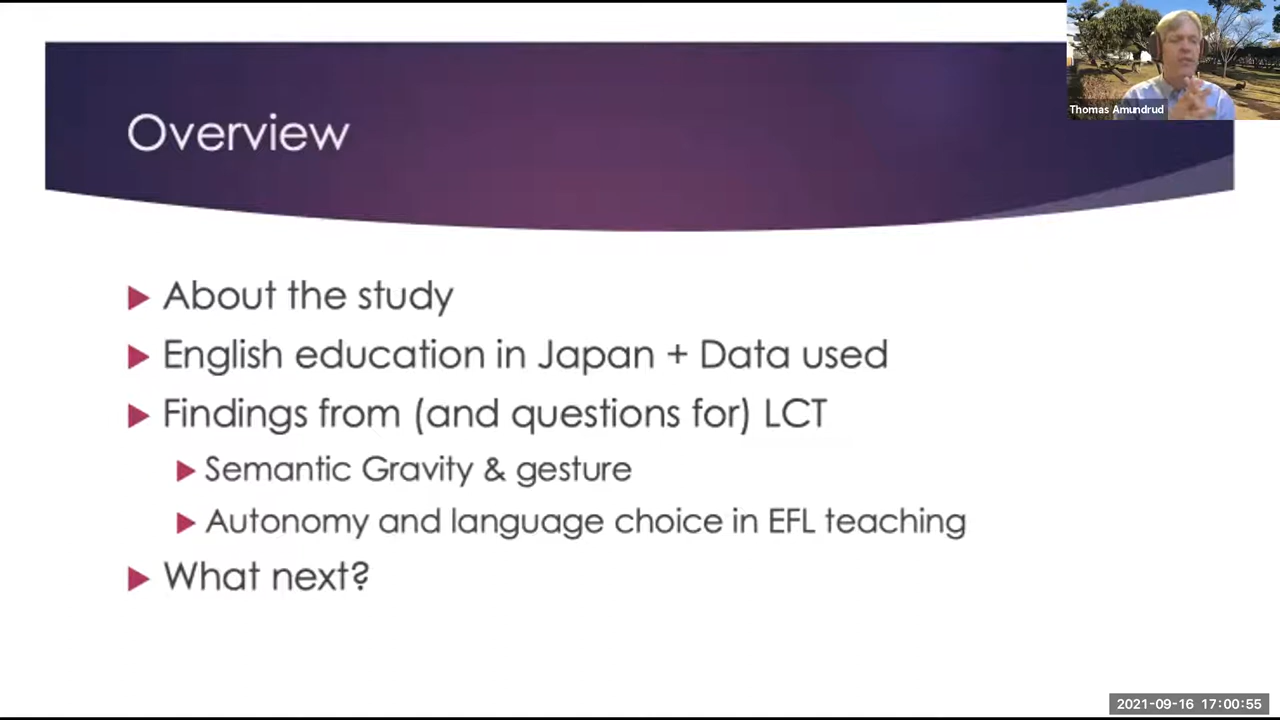 Overview
Thomas Amundrud
About the study
English education in Japan + Data used
Findings from (and questions for) LCT
Semantic Gravity & gesture
Autonomy and language choice in EFL teaching
What next?
2021-09-16 17:00:55